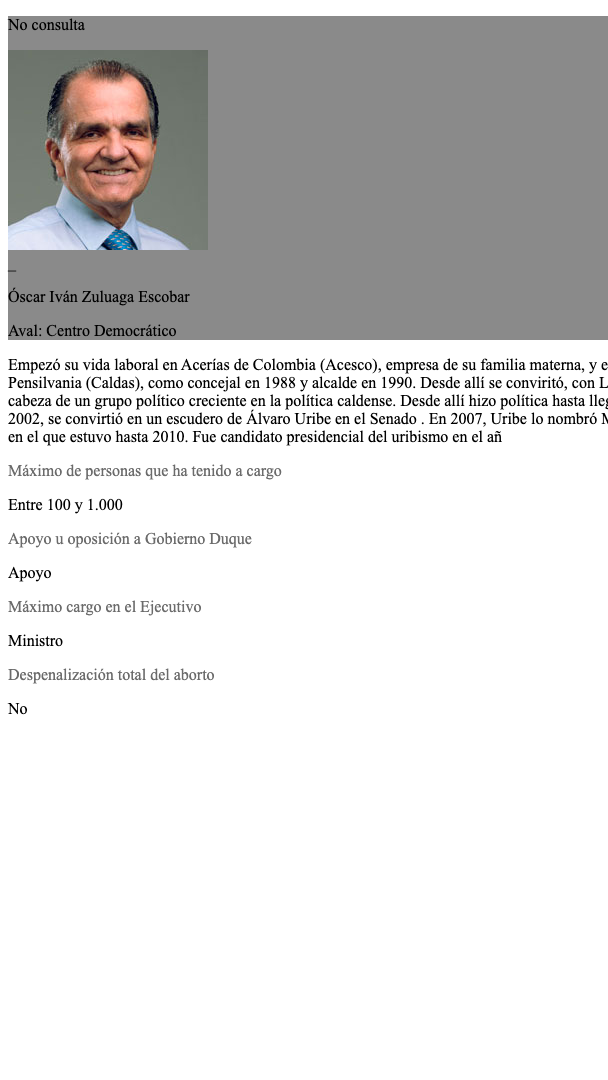 No consulta
_
Óscar Iván Zuluaga Escobar
Aval: Centro Democrático
Empezó su vida laboral en Acerías de Colombia (Acesco), empresa de su familia materna, y e
Pensilvania (Caldas), como concejal en 1988 y alcalde en 1990. Desde allí se conviritó, con L
cabeza de un grupo político creciente en la política caldense. Desde allí hizo política hasta lleg
2002, se convirtió en un escudero de Álvaro Uribe en el Senado . En 2007, Uribe lo nombró M
en el que estuvo hasta 2010. Fue candidato presidencial del uribismo en el añ
Máximo de personas que ha tenido a cargo
Entre 100 y 1.000
Apoyo u oposición a Gobierno Duque
Apoyo
Máximo cargo en el Ejecutivo
Ministro
Despenalización total del aborto
No